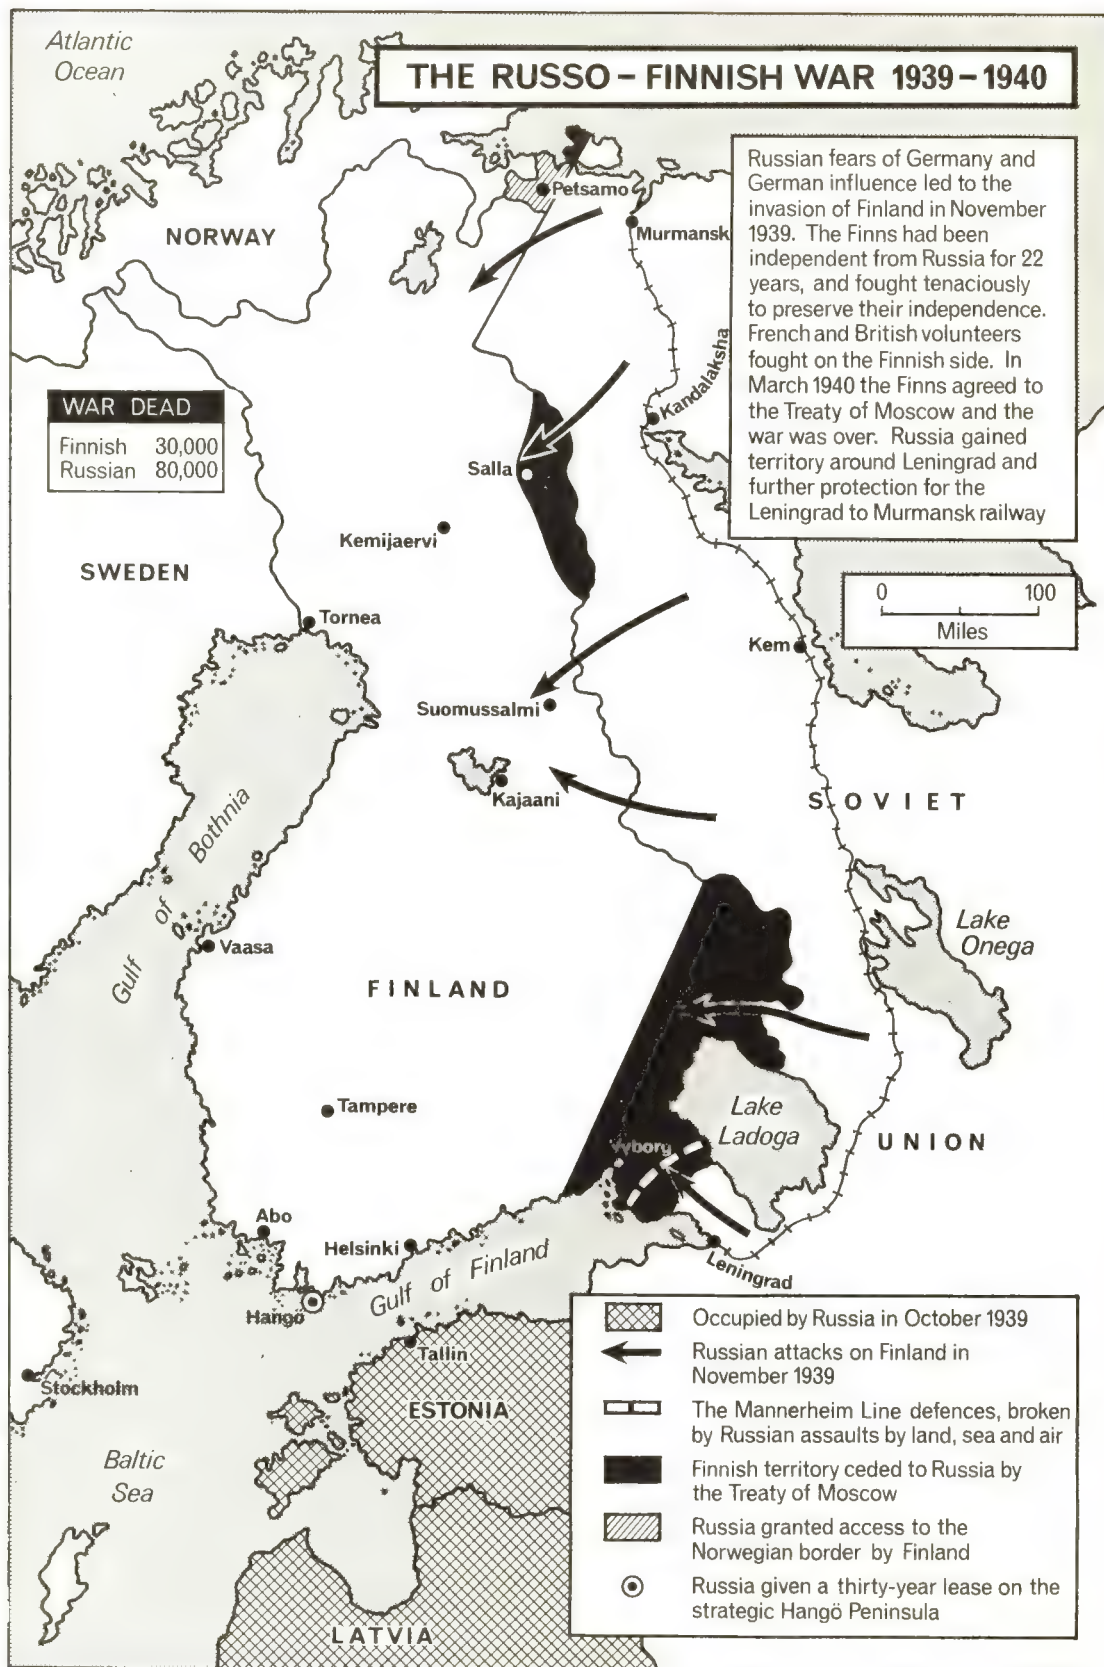 Atlantic
Ocean
THE RUSSO – FINNISH WAR 1939 – 1940
Russian fears of Germany and
German influence led to the
invasion of Finland in November
1939. The Finns had been
independent from Russia for 22
years, and fought tenaciously
to preserve their independence.
French and British volunteers
fought on the Finnish side. In
March 1940 the Finns agreed to
the Treaty of Moscow and the
war was over. Russia gained
territory around Leningrad and
further protection for the
Leningrad to Murmansk railway
Petsamo
Murmansk
NORWAY
Kandalaksha
WAR DEAD
Finnish 30,000
Russian 80,000
Salla
Kemijaervi
SWEDEN
0 100
Miles
Tornea
Kem
Suomussalmi
Kajaani
SOVIET
Gulf of Bothnia
Lake
Onega
Vaasa
FINLAND
Tampere
Lake
Ladoga
Vyborg
UNION
Abo
Helsinki
Gulf of Finland
Leningrad
Hangö
Tallin
Stockholm
ESTONIA
Baltic
Sea
LATVIA
Occupied by Russia in October 1939
Russian attacks on Finland in
November 1939
The Mannerheim Line defences, broken
by Russian assaults by land, sea and air
Finnish territory ceded to Russia by
the Treaty of Moscow
Russia granted access to the
Norwegian border by Finland
Russia given a thirty-year lease on the
strategic Hangö Peninsula